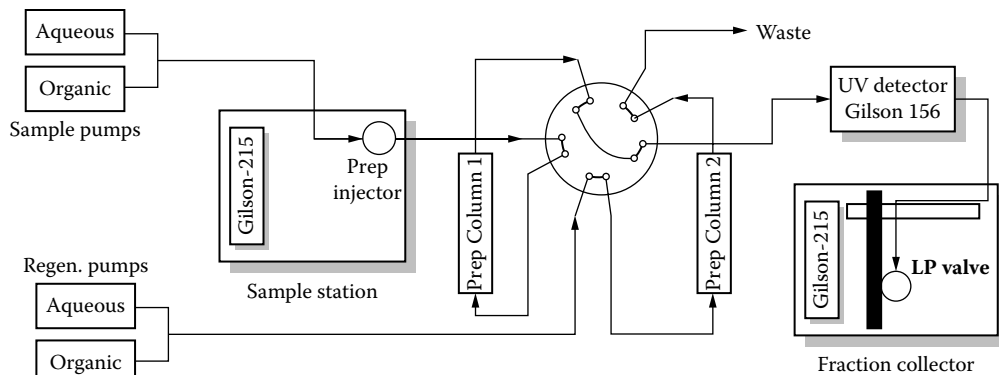 Aqueous
Organic
Sample pumps
Gilson-215
Prep
injector
Sample station
Regen. pumps
Aqueous
Organic
Prep Column 1
Prep Column 2
Waste
UV detector
Gilson 156
Gilson-215
LP valve
Fraction collector